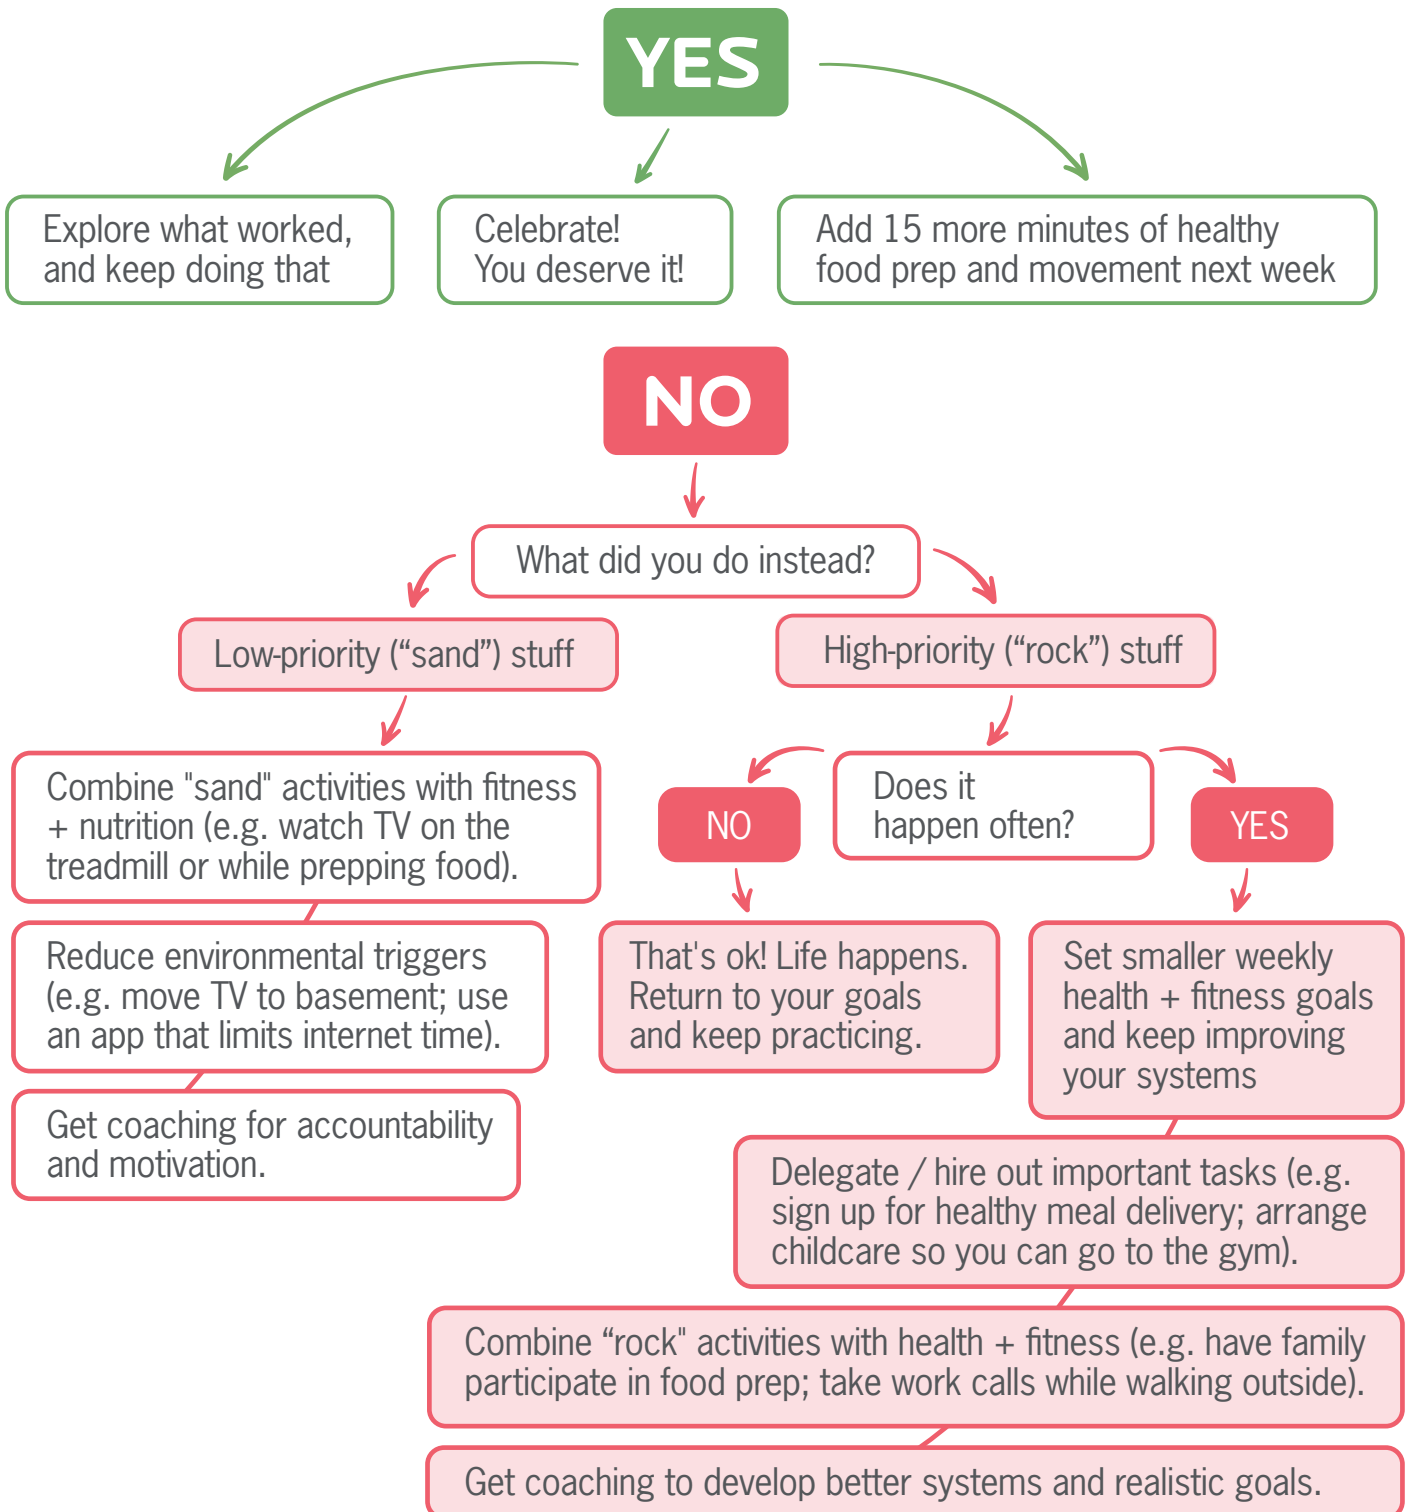 YES
Explore what worked,
and keep doing that
Celebrate!
You deserve it!
Add 15 more minutes of healthy
food prep and movement next week
NO
What did you do instead?
Low-priority (“sand”) stuff
High-priority (“rock”) stuff
Combine "sand" activities with fitness
+ nutrition (e.g. watch TV on the
treadmill or while prepping food).
Reduce environmental triggers
(e.g. move TV to basement; use
an app that limits internet time).
Get coaching for accountability
and motivation.
Does it
happen often?
NO
YES
That's ok! Life happens.
Return to your goals
and keep practicing.
Set smaller weekly
health + fitness goals
and keep improving
your systems
Delegate / hire out important tasks (e.g.
sign up for healthy meal delivery; arrange
childcare so you can go to the gym).
Combine “rock" activities with health + fitness (e.g. have family
participate in food prep; take work calls while walking outside).
Get coaching to develop better systems and realistic goals.